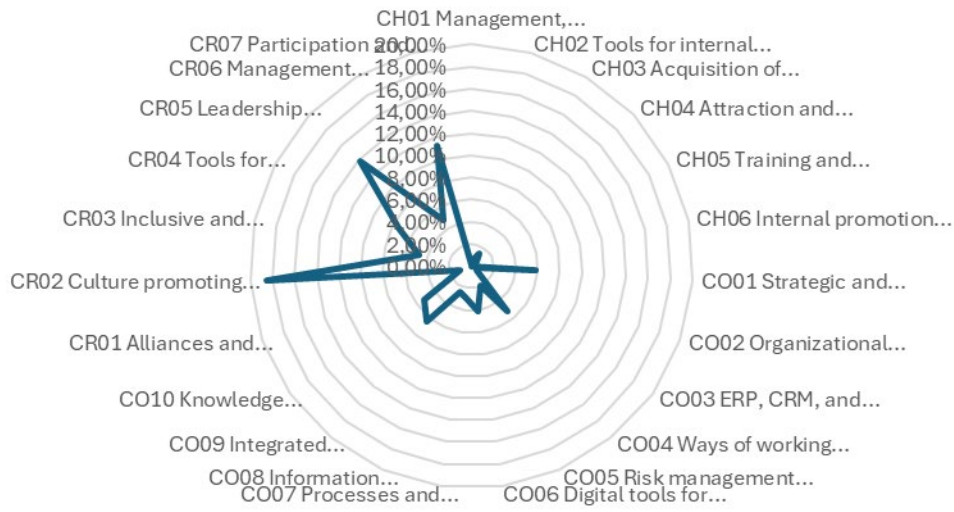 CH01 Management,...
CH02 Tools for internal...
CH03 Acquisition of...
CH04 Attraction and...
CH05 Training and...
CH06 Internal promotion...
CO01 Strategic and...
CO02 Organizational...
CO03 ERP, CRM, and...
CO04 Ways of working...
CO05 Risk management...
CO06 Digital tools for...
CO07 Processes and...
CO08 Information...
CO09 Integrated...
CO10 Knowledge...
CR01 Alliances and...
CR02 Culture promoting...
CR03 Inclusive and...
CR04 Tools for...
CR05 Leadership...
CR06 Management...
CR07 Participation and...
20,00%
18,00%
16,00%
14,00%
12,00%
10,00%
8,00%
6,00%
4,00%
2,00%
0,00%